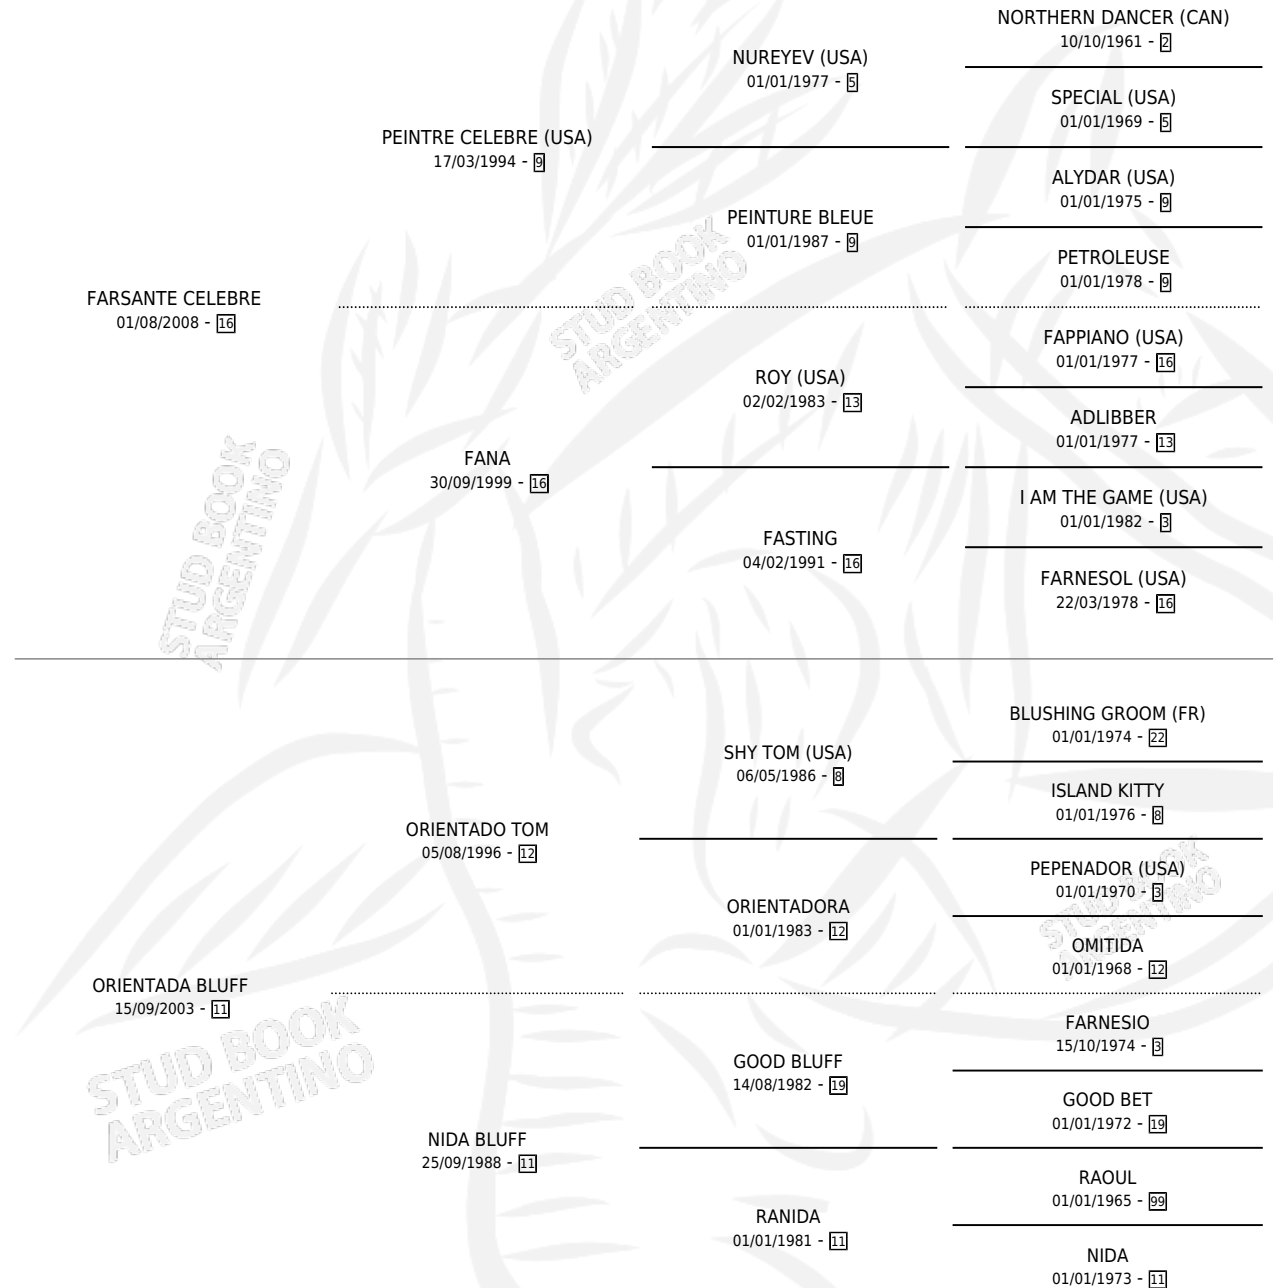 NORTHERN DANCER (CAN)
10/10/1961 - 2
NUREYEV (USA)
01/01/1977 - 5
SPECIAL (USA)
01/01/1969 - 5
PEINTRE CELEBRE (USA)
17/03/1994 - 9
ALYDAR (USA)
01/01/1975 - 9
PEINTURE BLEUE
01/01/1987 - 9
PETROLEUSE
01/01/1978 - 9
FARSANTE CELEBRE
01/08/2008 - 16
FAPPIANO (USA)
01/01/1977 - 16
ROY (USA)
02/02/1983 - 13
ADLIBBER
01/01/1977 - 13
FANA
30/09/1999 - 16
I AM THE GAME (USA)
01/01/1982 - 3
FASTING
04/02/1991 - 16
FARNESOL (USA)
22/03/1978 - 16
BLUSHING GROOM (FR)
01/01/1974 - 22
SHY TOM (USA)
06/05/1986 - 8
ISLAND KITTY
01/01/1976 - 8
ORIENTADO TOM
05/08/1996 - 12
PEPENADOR (USA)
01/01/1970 - 3
ORIENTADORA
01/01/1983 - 12
OMITIDA
01/01/1968 - 12
ORIENTADA BLUFF
15/09/2003 - 11
FARNESIO
15/10/1974 - 3
GOOD BLUFF
14/08/1982 - 19
GOOD BET
01/01/1972 - 19
NIDA BLUFF
25/09/1988 - 11
RAOUL
01/01/1965 - 99
RANIDA
01/01/1981 - 11
NIDA
01/01/1973 - 11
STUD BOOK
ARGENTINO
STUD BOOK
ARGENTINO
STUD BOOK
ARGENTINO
STUD BOOK
ARGENTINO